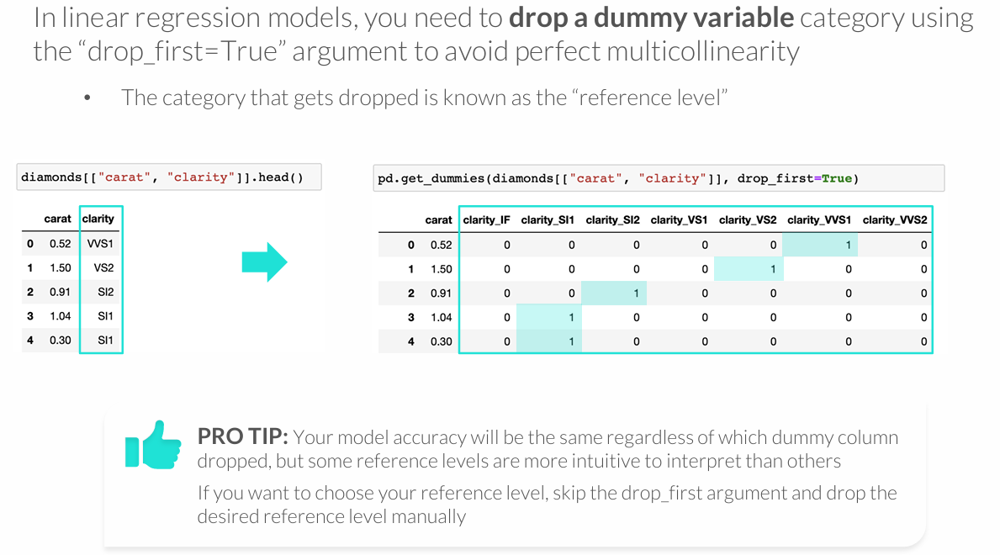 In linear regression models, you need to drop a dummy variable category using
the “drop_first=True” argument to avoid perfect multicollinearity
• The category that gets dropped is known as the “reference level”
diamonds[["carat", "clarity"]].head()
carat clarity
0 0.52 VVS1
1 1.50 VS2
2 0.91 SI2
3 1.04 SI1
4 0.30 SI1
pd.get_dummies(diamonds[["carat", "clarity"]], drop_first=True)
carat clarity_IF clarity_SI1 clarity_SI2 clarity_VS1 clarity_VS2 clarity_VVS1 clarity_VVS2
0 0.52 0 0 0 0 0 1 0
1 1.50 0 0 0 0 1 0 0
2 0.91 0 0 1 0 0 0 0
3 1.04 0 1 0 0 0 0 0
4 0.30 0 1 0 0 0 0 0
PRO TIP: Your model accuracy will be the same regardless of which dummy column
dropped, but some reference levels are more intuitive to interpret than others
If you want to choose your reference level, skip the drop_first argument and drop the
desired reference level manually